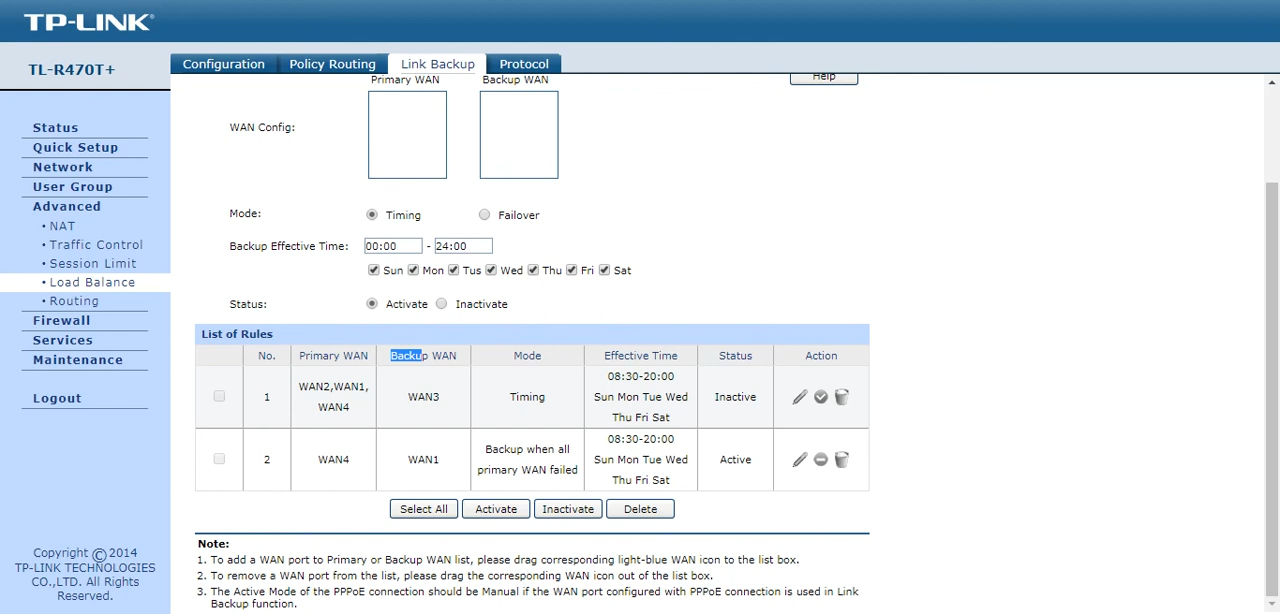 TP-LINK®
TL-R470T+
Configuration
Policy Routing
Link Backup
Protocol
Status
Quick Setup
Network
User Group
Advanced
• NAT
• Traffic Control
• Session Limit
• Load Balance
• Routing
Firewall
Services
Maintenance
Logout
Copyright © 2014
TP-LINK TECHNOLOGIES
CO.,LTD. All Rights
Reserved.
Primary WAN Backup WAN
Help
WAN Config:
Mode: Timing Failover
Backup Effective Time: 00:00 - 24:00
Sun Mon Tus Wed Thu Fri Sat
Status: Activate Inactivate
List of Rules
No. Primary WAN Backup WAN Mode Effective Time Status Action
1 WAN2,WAN1, WAN4 WAN3 Timing 08:30-20:00 Sun Mon Tue Wed Thu Fri Sat Inactive
2 WAN4 WAN1 Backup when all primary WAN failed 08:30-20:00 Sun Mon Tue Wed Thu Fri Sat Active
Select All Activate Inactivate Delete
Note:
1. To add a WAN port to Primary or Backup WAN list, please drag corresponding light-blue WAN icon to the list box.
2. To remove a WAN port from the list, please drag the corresponding WAN icon out of the list box.
3. The Active Mode of the PPPoE connection should be Manual if the WAN port configured with PPPoE connection is used in Link
Backup function.